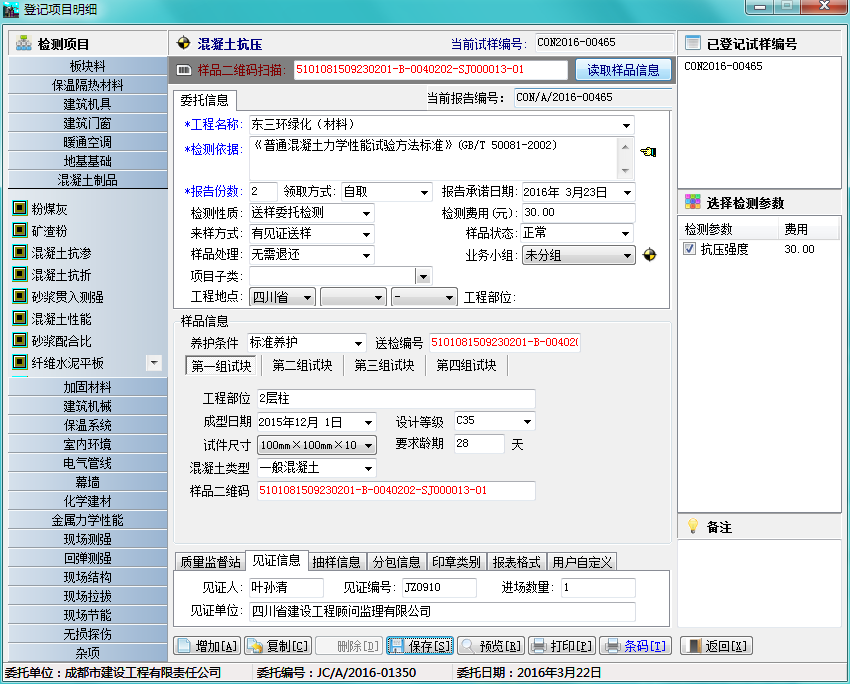 登记项目明细
检测项目
板块料
保温隔热材料
建筑机具
建筑门窗
暖通空调
地基基础
混凝土制品
粉煤灰
矿渣粉
混凝土抗渗
混凝土抗折
砂浆贯入测强
混凝土性能
砂浆配合比
纤维水泥平板
加固材料
建筑机械
保温系统
室内环境
电气管线
幕墙
化学建材
金属力学性能
现场测强
回弹测强
现场结构
现场拉拔
现场节能
无损探伤
杂项
混凝土抗压 当前试样编号: CON2016-00465
样品二维码扫描: 5101081509230201-B-0040202-SJ000013-01 读取样品信息
委托信息 当前报告编号: CON/A/2016-00465
*工程名称: 东三环绿化（材料）
*检测依据: 《普通混凝土力学性能试验方法标准》(GB/T 50081-2002)
*报告份数: 2 领取方式: 自取 报告承诺日期: 2016年 3月23日
检测性质: 送样委托检测 检测费用(元): 30.00
来样方式: 有见证送样 样品状态: 正常
样品处理: 无需退还 业务小组: 未分组
项目子类:
工程地点: 四川省 - 工程部位:
样品信息
养护条件 标准养护 送检编号 5101081509230201-B-00402
第一组试块 第二组试块 第三组试块 第四组试块
工程部位 2层柱
成型日期 2015年12月 1日 设计等级 C35
试件尺寸 100mm×100mm×10 要求龄期 28 天
混凝土类型 一般混凝土
样品二维码 5101081509230201-B-0040202-SJ000013-01
质量监督站 见证信息 抽样信息 分包信息 印章类别 报表格式 用户自定义
见证人: 叶孙清 见证编号: JZ0910 进场数量: 1
见证单位: 四川省建设工程顾问监理有限公司
增加[A] 复制[C] 删除[D] 保存[S] 预览[R] 打印[P] 条码[T] 返回[X]
已登记试样编号
CON2016-00465
选择检测参数
检测参数 费用
抗压强度 30.00
备注
委托单位：成都市建设工程有限责任公司 委托编号：JC/A/2016-01350 委托日期：2016年3月22日